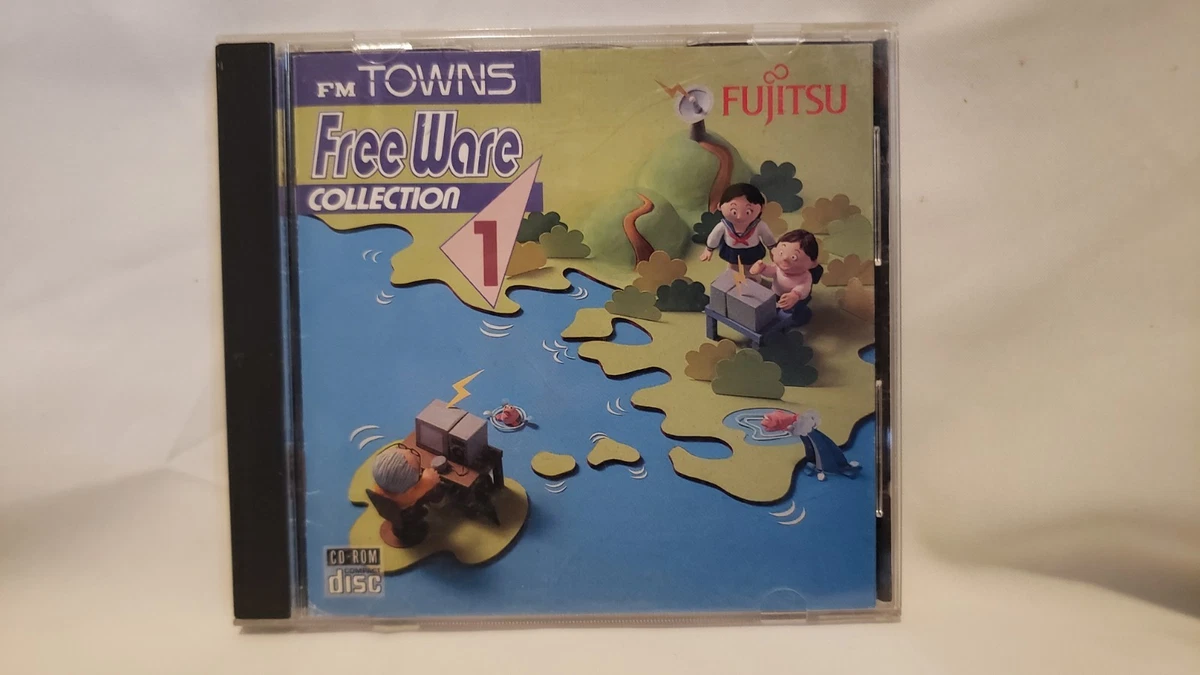 FM TOWNS
Free Ware
COLLECTION
1
FUJITSU
CD-ROM
COMPACT
disc